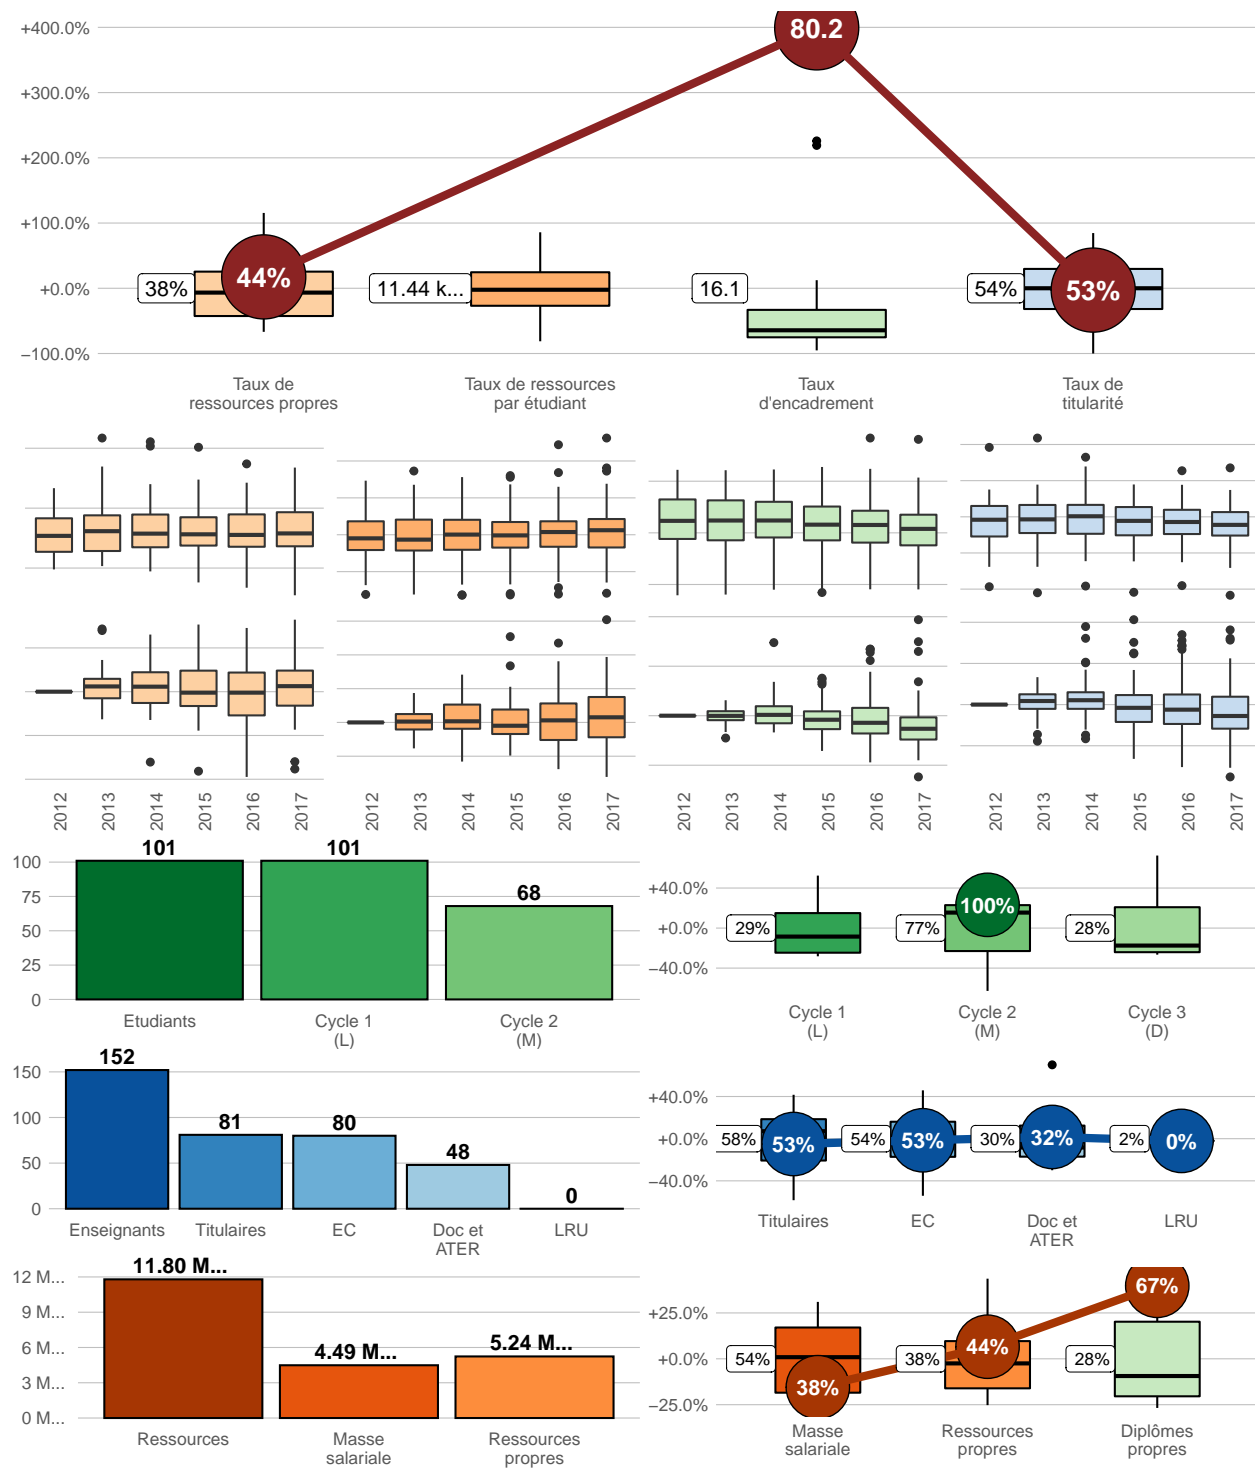 +400.0%
80.2
+300.0%
+200.0%
+100.0%
+0.0%
38%
44%
11.44 k...
16.1
54%
53%
−100.0%
Taux de
ressources propres
Taux de ressources
par étudiant
Taux
d'encadrement
Taux de
titularité
2012
2013
2014
2015
2016
2017
2012
2013
2014
2015
2016
2017
2012
2013
2014
2015
2016
2017
2012
2013
2014
2015
2016
2017
100
75
50
25
0
101
101
68
Etudiants
Cycle 1
(L)
Cycle 2
(M)
+40.0%
+0.0%
−40.0%
29%
77%
100%
28%
Cycle 1
(L)
Cycle 2
(M)
Cycle 3
(D)
150
100
50
0
152
81
80
48
0
Enseignants
Titulaires
EC
Doc et
ATER
LRU
+40.0%
+0.0%
−40.0%
58%
53%
54%
53%
30%
32%
2%
0%
Titulaires
EC
Doc et
ATER
LRU
12 M...
9 M...
6 M...
3 M...
0 M...
11.80 M...
4.49 M...
5.24 M...
Ressources
Masse
salariale
Ressources
propres
+25.0%
+0.0%
−25.0%
54%
38%
38%
44%
28%
67%
Masse
salariale
Ressources
propres
Diplômes
propres